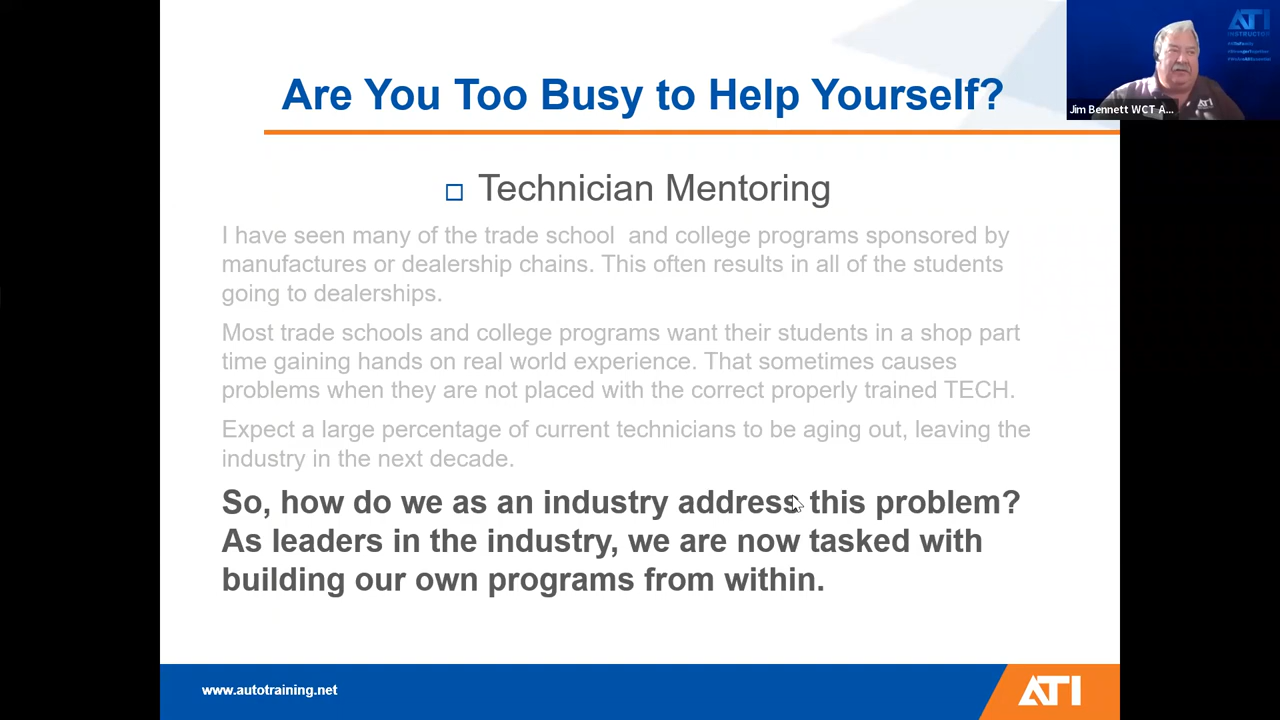 Are You Too Busy to Help Yourself?
ATI
INSTRUCTOR
Jim Bennett WCT A...
ATI
Technician Mentoring
I have seen many of the trade school and college programs sponsored by
manufactures or dealership chains. This often results in all of the students
going to dealerships.
Most trade schools and college programs want their students in a shop part
time gaining hands on real world experience. That sometimes causes
problems when they are not placed with the correct properly trained TECH.
Expect a large percentage of current technicians to be aging out, leaving the
industry in the next decade.
So, how do we as an industry address this problem?
As leaders in the industry, we are now tasked with
building our own programs from within.
www.autotraining.net
ATI